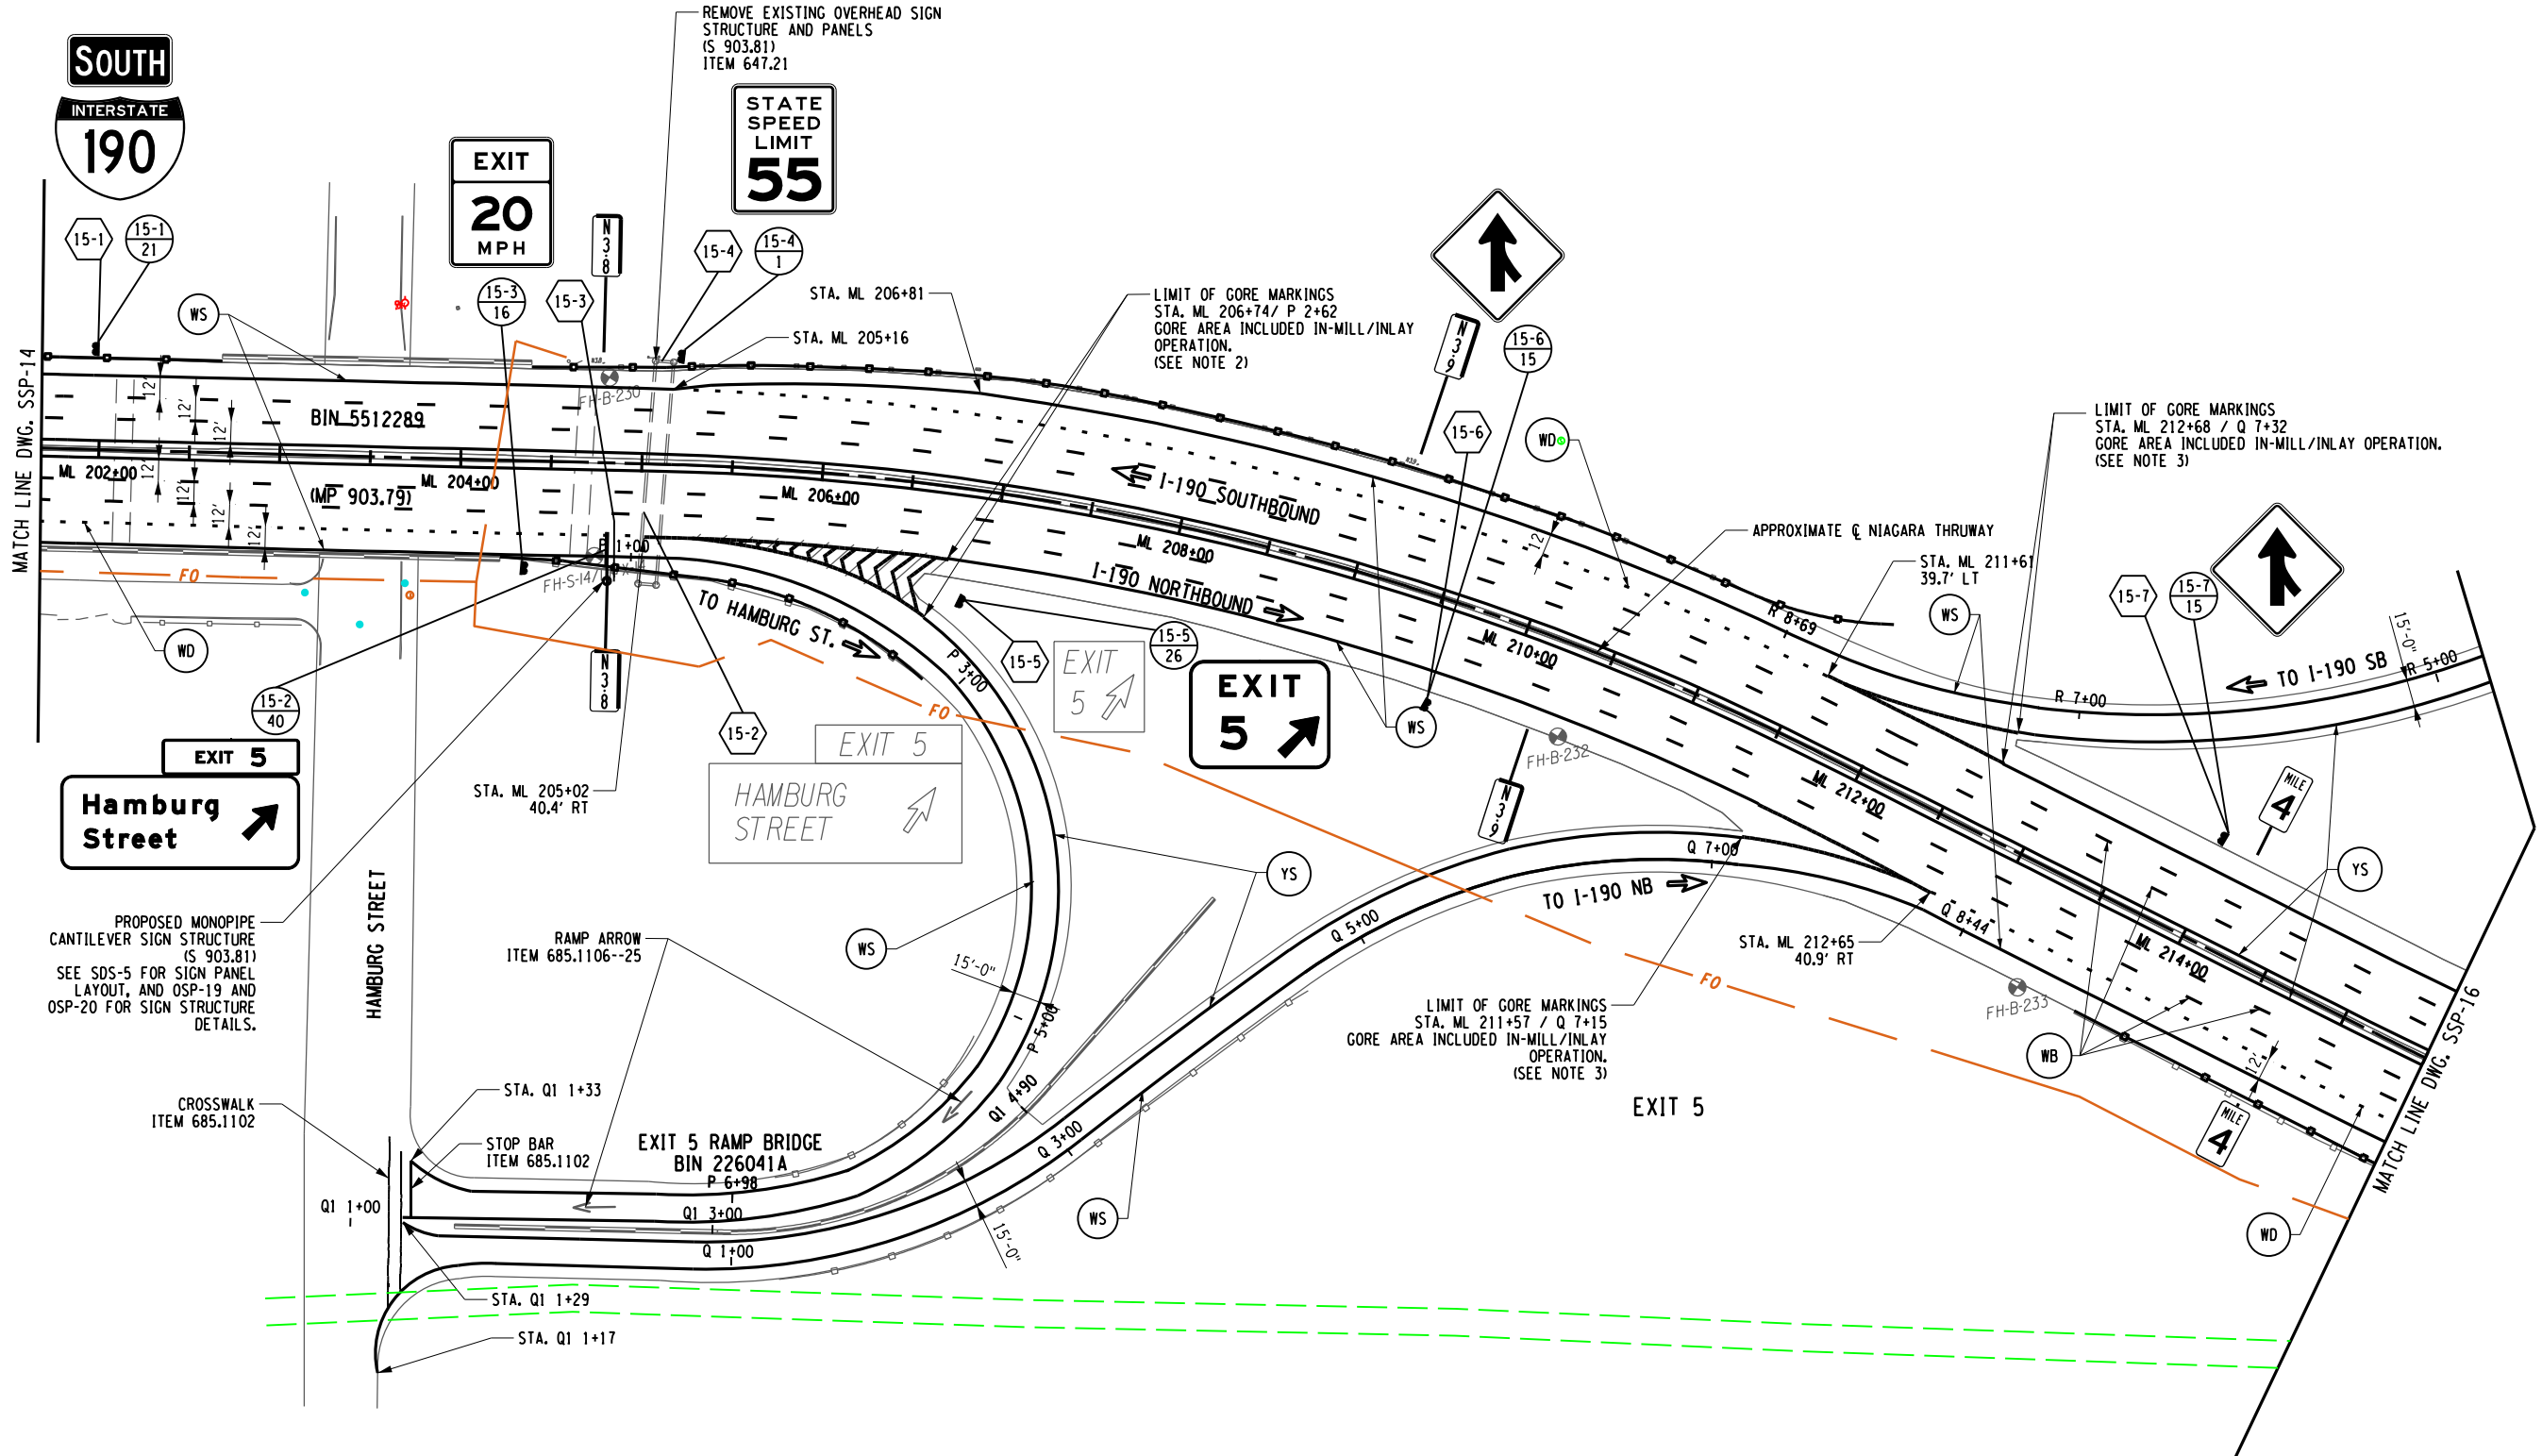 REMOVE EXISTING OVERHEAD SIGN
STRUCTURE AND PANELS
(S 903.81)
ITEM 647.21
SOUTH
INTERSTATE
190
EXIT
20
MPH
STATE
SPEED
LIMIT
55
N
3.8
15-1
15-1
21
15-3
16
15-3
15-4
15-4
1
WS
STA. ML 206+81
STA. ML 205+16
LIMIT OF GORE MARKINGS
STA. ML 206+74/ P 2+62
GORE AREA INCLUDED IN-MILL/INLAY
OPERATION.
(SEE NOTE 2)
N
3.9
15-6
15
15-6
WD
LIMIT OF GORE MARKINGS
STA. ML 212+68 / Q 7+32
GORE AREA INCLUDED IN-MILL/INLAY OPERATION.
(SEE NOTE 3)
MATCH LINE DWG. SSP-14
12'
12'
12'
12'
12'
12'
12'
BIN 5512289
FH-B-230
ML 202+00
ML 204+00
(MP 903.79)
ML 206+00
I-190 SOUTHBOUND
ML 208+00
I-190 NORTHBOUND
12'
APPROXIMATE ℄ NIAGARA THRUWAY
STA. ML 211+61
39.7' LT
WS
15-7
15-7
15
FO
P 1+00
TO HAMBURG ST.
WD
N
3.8
15-2
40
15-2
15-5
15-5
26
P 3+00
FO
EXIT
5
EXIT
5
WS
ML 210+00
FH-B-232
R 8+69
R 7+00
TO I-190 SB
R 5+00
15'-0"
EXIT 5
Hamburg
Street
STA. ML 205+02
40.4' RT
EXIT 5
HAMBURG
STREET
N
3.9
ML 212+00
MILE
4
YS
YS
Q 7+00
TO I-190 NB
Q 5+00
Q 8+44
STA. ML 212+65
40.9' RT
ML 214+00
HAMBURG STREET
PROPOSED MONOPIPE
CANTILEVER SIGN STRUCTURE
(S 903.81)
SEE SDS-5 FOR SIGN PANEL
LAYOUT, AND OSP-19 AND
OSP-20 FOR SIGN STRUCTURE
DETAILS.
RAMP ARROW
ITEM 685.1106--25
WS
15'-0"
P 5+00
FO
FH-B-233
LIMIT OF GORE MARKINGS
STA. ML 211+57 / Q 7+15
GORE AREA INCLUDED IN-MILL/INLAY
OPERATION.
(SEE NOTE 3)
WB
12'
MATCH LINE DWG. SSP-16
CROSSWALK
ITEM 685.1102
STA. Q1 1+33
Q1 4+90
EXIT 5
MILE
4
STOP BAR
ITEM 685.1102
EXIT 5 RAMP BRIDGE
BIN 226041A
P 6+98
Q 3+00
Q1 1+00
Q1 3+00
Q 1+00
15'-0"
WS
WD
STA. Q1 1+29
STA. Q1 1+17